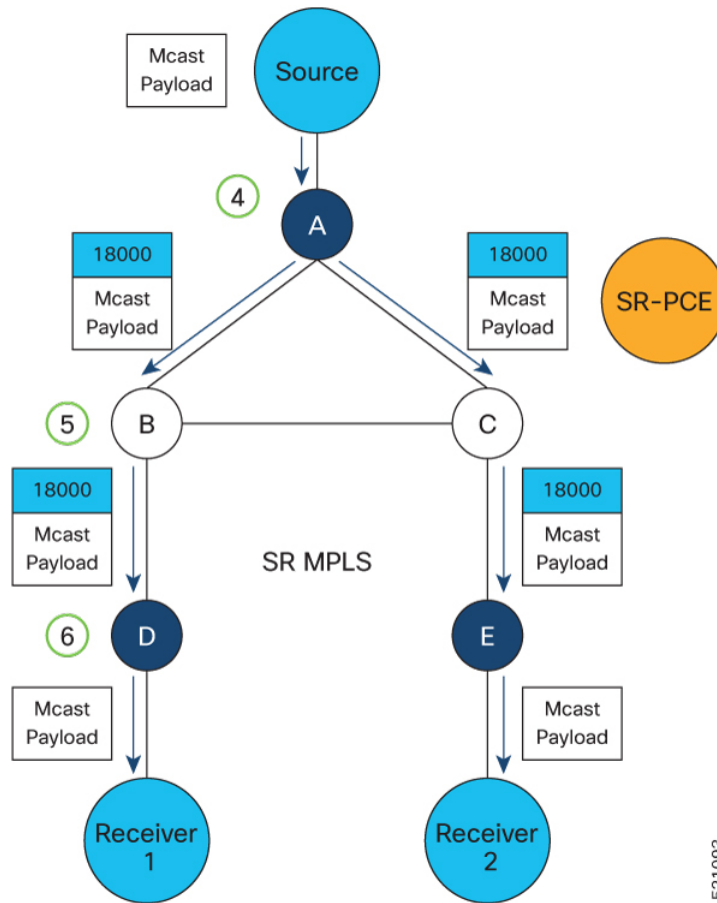 Mcast
Payload
Source
4
A
18000
Mcast
Payload
18000
Mcast
Payload
SR-PCE
5
B
C
18000
Mcast
Payload
SR MPLS
18000
Mcast
Payload
6
D
E
Mcast
Payload
Mcast
Payload
Receiver
1
Receiver
2